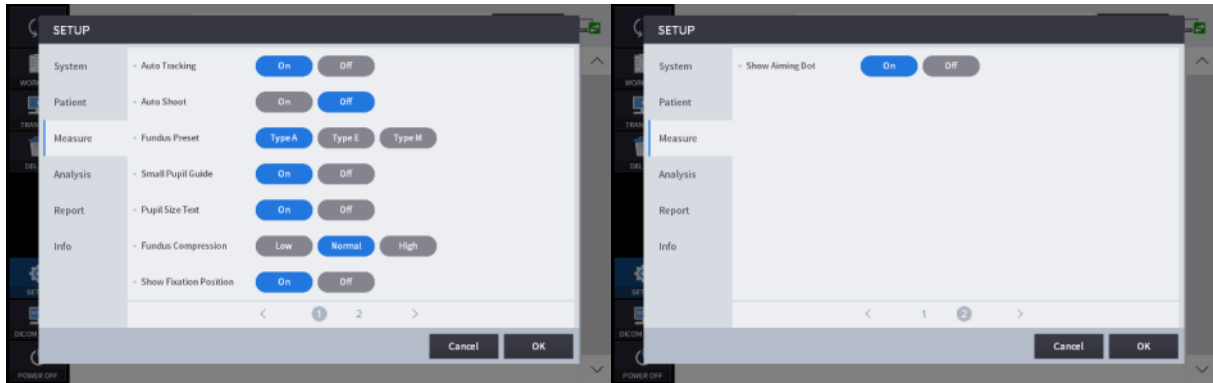 SETUP
System
Auto Tracking On Off
Patient
Auto Shoot On Off
Measure
Fundus Preset Type A Type E Type M
Analysis
Small Pupil Guide On Off
Report
Pupil Size Text On Off
Info
Fundus Compression Low Normal High
Show Fixation Position On Off
< 1 2 >
Cancel OK
POWER OFF
SETUP
System
Show Aiming Dot On Off
Patient
Measure
Analysis
Report
Info
< 1 2 >
Cancel OK
POWER OFF